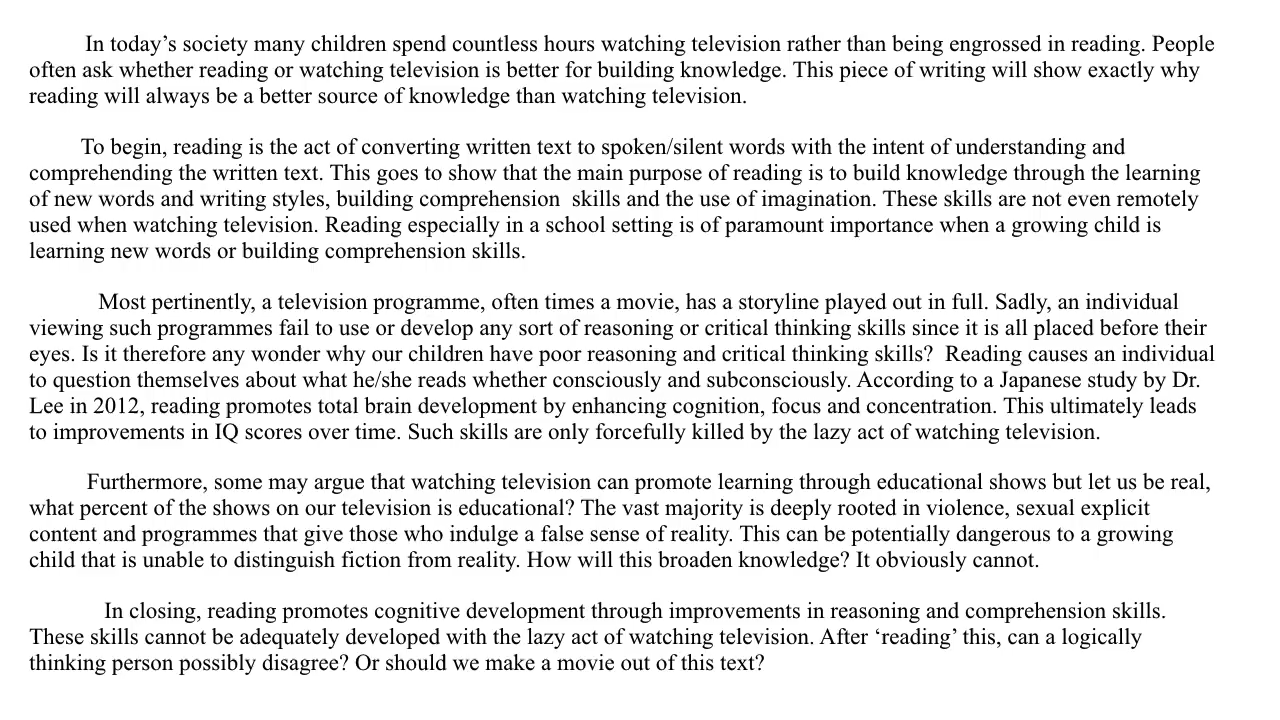 In today’s society many children spend countless hours watching television rather than being engrossed in reading. People
often ask whether reading or watching television is better for building knowledge. This piece of writing will show exactly why
reading will always be a better source of knowledge than watching television.
To begin, reading is the act of converting written text to spoken/silent words with the intent of understanding and
comprehending the written text. This goes to show that the main purpose of reading is to build knowledge through the learning
of new words and writing styles, building comprehension  skills and the use of imagination. These skills are not even remotely
used when watching television. Reading especially in a school setting is of paramount importance when a growing child is
learning new words or building comprehension skills.
Most pertinently, a television programme, often times a movie, has a storyline played out in full. Sadly, an individual
viewing such programmes fail to use or develop any sort of reasoning or critical thinking skills since it is all placed before their
eyes. Is it therefore any wonder why our children have poor reasoning and critical thinking skills?  Reading causes an individual
to question themselves about what he/she reads whether consciously and subconsciously. According to a Japanese study by Dr.
Lee in 2012, reading promotes total brain development by enhancing cognition, focus and concentration. This ultimately leads
to improvements in IQ scores over time. Such skills are only forcefully killed by the lazy act of watching television.
Furthermore, some may argue that watching television can promote learning through educational shows but let us be real,
what percent of the shows on our television is educational? The vast majority is deeply rooted in violence, sexual explicit
content and programmes that give those who indulge a false sense of reality. This can be potentially dangerous to a growing
child that is unable to distinguish fiction from reality. How will this broaden knowledge? It obviously cannot.
In closing, reading promotes cognitive development through improvements in reasoning and comprehension skills.
These skills cannot be adequately developed with the lazy act of watching television. After ‘reading’ this, can a logically
thinking person possibly disagree? Or should we make a movie out of this text?